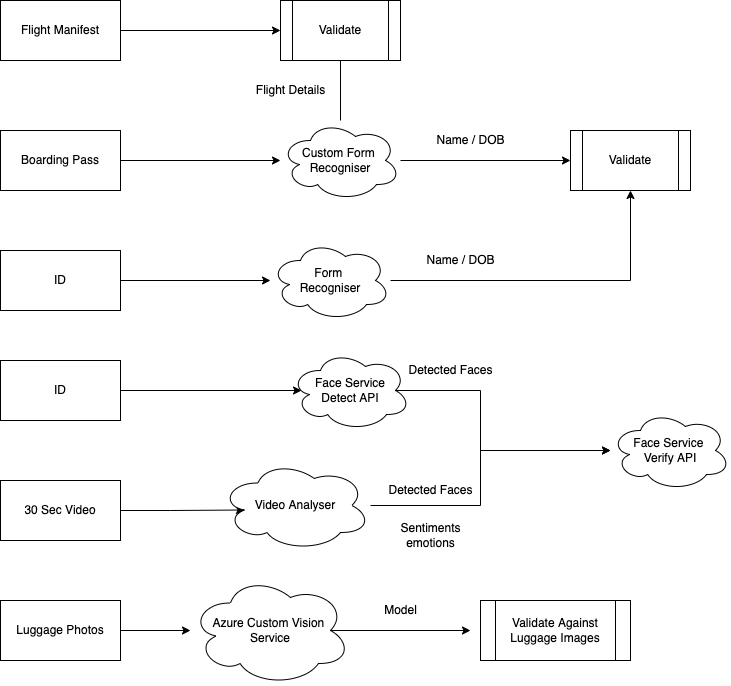 Flight Manifest
Validate
Flight Details
Boarding Pass
Custom Form
Recogniser
Name / DOB
Validate
ID
Form
Recogniser
Name / DOB
ID
Face Service
Detect API
Detected Faces
Face Service
Verify API
30 Sec Video
Video Analyser
Detected Faces
Sentiments
emotions
Luggage Photos
Azure Custom Vision
Service
Model
Validate Against
Luggage Images